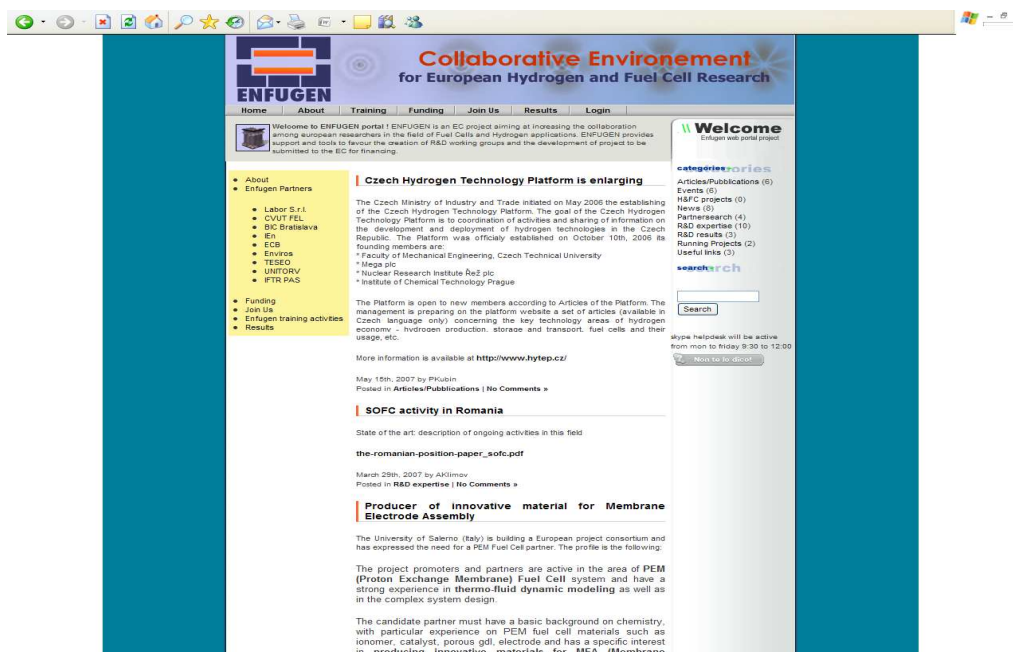 Collaborative Environement
for European Hydrogen and Fuel Cell Research
ENFUGEN
Home About Training Funding Join Us Results Login
Welcome to ENFUGEN portal ! ENFUGEN is an EC project aiming at increasing the collaboration
among european researchers in the field of Fuel Cells and Hydrogen applications. ENFUGEN provides
support and tools to favour the creation of R&D working groups and the development of project to be
submitted to the EC for financing.
\\ Welcome
Enfugen web portal project
About
Enfugen Partners
Labor S.r.l.
CVUT FEL
BIC Bratislava
IEn
ECB
Enviros
TESEO
UNITORV
IFTR PAS
Funding
Join Us
Enfugen training activities
Results
Czech Hydrogen Technology Platform is enlarging
The Czech Ministry of Industry and Trade initiated on May 2006 the establishing
of the Czech Hydrogen Technology Platform. The goal of the Czech Hydrogen
Technology Platform is to coordination of activities and sharing of information on
the development and deployment of hydrogen technologies in the Czech
Republic. The Platform was officialy established on October 10th, 2006 its
founding members are:
* Faculty of Mechanical Engineering, Czech Technical University
* Mega plc
* Nuclear Research Institute Řež plc
* Institute of Chemical Technology Prague
The Platform is open to new members according to Articles of the Platform. The
management is preparing on the platform website a set of articles (available in
Czech language only) concerning the key technology areas of hydrogen
economy - hydrogen production, storage and transport, fuel cells and their
usage, etc.
More information is available at http://www.hytep.cz/
May 15th, 2007 by PKubin
Posted in Articles/Pubblications | No Comments »
SOFC activity in Romania
State of the art: description of ongoing activities in this field
the-romanian-position-paper_sofc.pdf
March 29th, 2007 by AKlimov
Posted in R&D expertise | No Comments »
Producer of innovative material for Membrane
Electrode Assembly
The University of Salerno (Italy) is building a European project consortium and
has expressed the need for a PEM Fuel Cell partner. The profile is the following:
The project promoters and partners are active in the area of PEM
(Proton Exchange Membrane) Fuel Cell system and have a
strong experience in thermo-fluid dynamic modeling as well as
in the complex system design.
The candidate partner must have a basic background on chemistry,
with particular experience on PEM fuel cell materials such as
ionomer, catalyst, porous gdl, electrode and has a specific interest
in producing innovative materials for MEA (Membrane
categories
Articles/Pubblications (6)
Events (6)
H&FC projects (0)
News (8)
Partnersearch (4)
R&D expertise (10)
R&D results (3)
Running Projects (2)
Useful links (3)
search
Search
skype helpdesk will be active
from mon to friday 9:30 to 12:00
Non te lo dico!